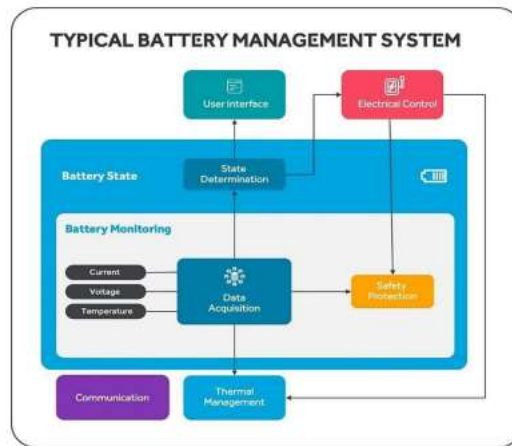 TYPICAL BATTERY MANAGEMENT SYSTEM
User Interface
Electrical Control
Battery State
State
Determination
Battery Monitoring
Current
Voltage
Temperature
Data
Acquisition
Safety
Protection
Communication
Thermal
Management